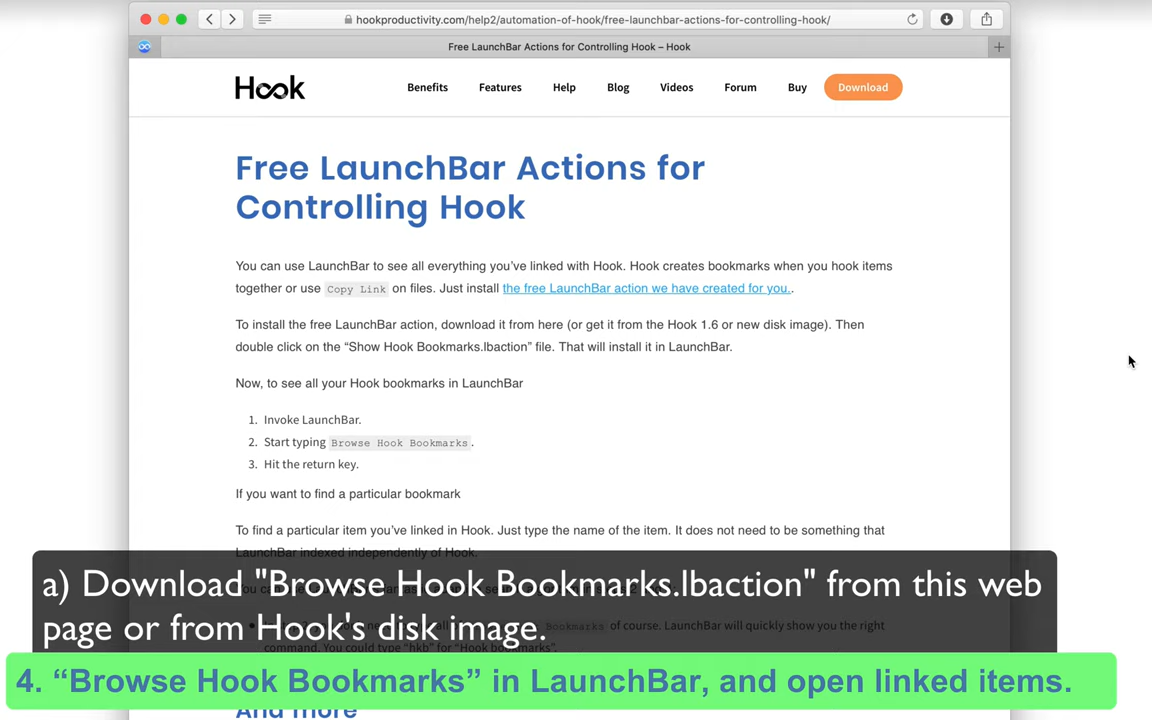 hookproductivity.com/help2/automation-of-hook/free-launchbar-actions-for-controlling-hook/
Free LaunchBar Actions for Controlling Hook – Hook
Hook Benefits Features Help Blog Videos Forum Buy Download
Free LaunchBar Actions for
Controlling Hook
You can use LaunchBar to see all everything you’ve linked with Hook. Hook creates bookmarks when you hook items
together or use Copy Link on files. Just install the free LaunchBar action we have created for you..
To install the free LaunchBar action, download it from here (or get it from the Hook 1.6 or new disk image). Then
double click on the “Show Hook Bookmarks.lbaction” file. That will install it in LaunchBar.
Now, to see all your Hook bookmarks in LaunchBar
1. Invoke LaunchBar.
2. Start typing Browse Hook Bookmarks.
3. Hit the return key.
If you want to find a particular bookmark
To find a particular item you’ve linked in Hook. Just type the name of the item. It does not need to be something that
LaunchBar indexed independently of Hook.
a) Download "Browse Hook Bookmarks.lbaction" from this web
page or from Hook's disk image.
Bookmarks of course. LaunchBar will quickly show you the right
command. You could type “hkb” for “Hook bookmarks”.
4. “Browse Hook Bookmarks” in LaunchBar, and open linked items.
And more